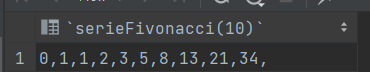 `serieFivonacci(10)`
1 0,1,1,2,3,5,8,13,21,34,